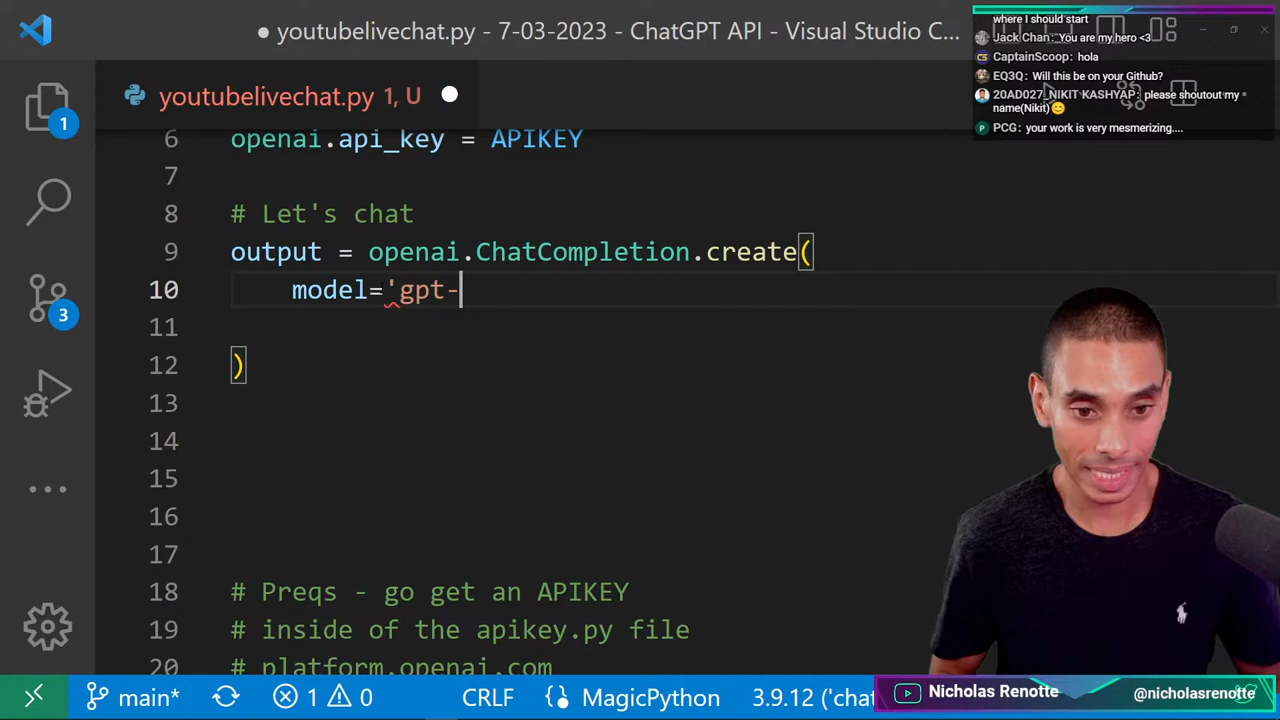 youtubelivechat.py - 7-03-2023 - ChatGPT API - Visual Studio C...
where I should start
Jack Chan: You are my hero <3
CaptainScoop: hola
EQ3Q: Will this be on your Github?
20AD027_NIKIT KASHYAP: please shoutout my
name(Nikit)😊
PCG: your work is very mesmerizing....
youtubelivechat.py 1, U
1
3
6 openai.api_key = APIKEY
7
8 # Let's chat
9 output = openai.ChatCompletion.create(
10 model='gpt-
11
12 )
13
14
15
16
17
18 # Preqs - go get an APIKEY
19 # inside of the apikey.py file
20 # platform.openai.com
main* 1 0 CRLF {} MagicPython 3.9.12 ('chat
Nicholas Renotte @nicholasrenotte